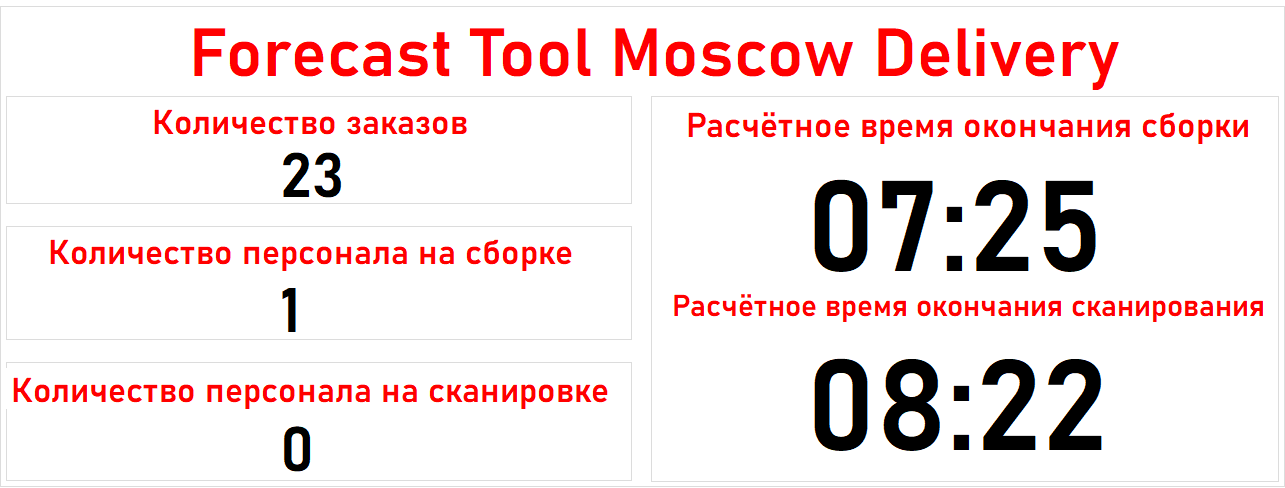 Forecast Tool Moscow Delivery
Количество заказов
23
Количество персонала на сборке
1
Количество персонала на сканировке
0
Расчётное время окончания сборки
07:25
Расчётное время окончания сканирования
08:22